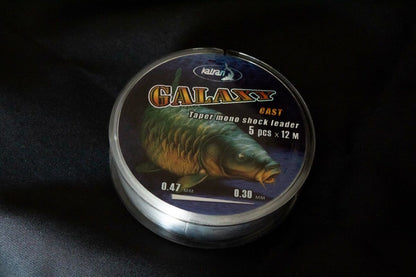 katran
GALAXY
CAST
Taper mono shock leader
5 pcs × 12 M
0.47 MM
0.30 MM